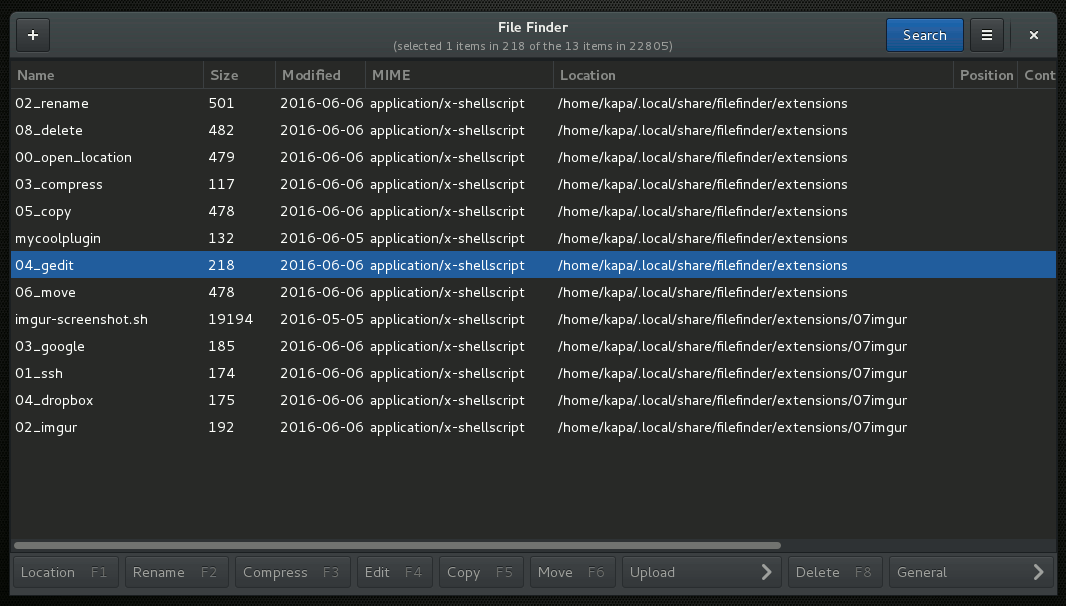 +
File Finder
(selected 1 items in 218 of the 13 items in 22805)
Search
Name Size Modified MIME Location Position Cont
02_rename 501 2016-06-06 application/x-shellscript /home/kapa/.local/share/filefinder/extensions
08_delete 482 2016-06-06 application/x-shellscript /home/kapa/.local/share/filefinder/extensions
00_open_location 479 2016-06-06 application/x-shellscript /home/kapa/.local/share/filefinder/extensions
03_compress 117 2016-06-06 application/x-shellscript /home/kapa/.local/share/filefinder/extensions
05_copy 478 2016-06-06 application/x-shellscript /home/kapa/.local/share/filefinder/extensions
mycoolplugin 132 2016-06-05 application/x-shellscript /home/kapa/.local/share/filefinder/extensions
04_gedit 218 2016-06-06 application/x-shellscript /home/kapa/.local/share/filefinder/extensions
06_move 478 2016-06-06 application/x-shellscript /home/kapa/.local/share/filefinder/extensions
imgur-screenshot.sh 19194 2016-05-05 application/x-shellscript /home/kapa/.local/share/filefinder/extensions/07imgur
03_google 185 2016-06-06 application/x-shellscript /home/kapa/.local/share/filefinder/extensions/07imgur
01_ssh 174 2016-06-06 application/x-shellscript /home/kapa/.local/share/filefinder/extensions/07imgur
04_dropbox 175 2016-06-06 application/x-shellscript /home/kapa/.local/share/filefinder/extensions/07imgur
02_imgur 192 2016-06-06 application/x-shellscript /home/kapa/.local/share/filefinder/extensions/07imgur
Location F1 Rename F2 Compress F3 Edit F4 Copy F5 Move F6 Upload Delete F8 General